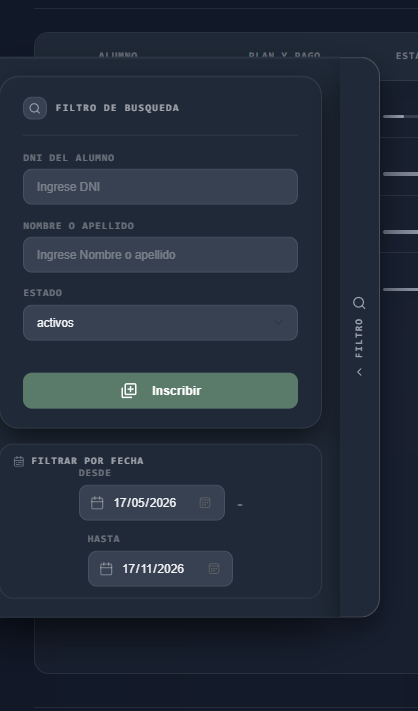 ALUMNO PLAN Y PAGO ESTA
FILTRO DE BUSQUEDA
DNI DEL ALUMNO
Ingrese DNI
NOMBRE O APELLIDO
Ingrese Nombre o apellido
ESTADO
activos
Inscribir
FILTRO
FILTRAR POR FECHA
DESDE
17/05/2026 –
HASTA
17/11/2026